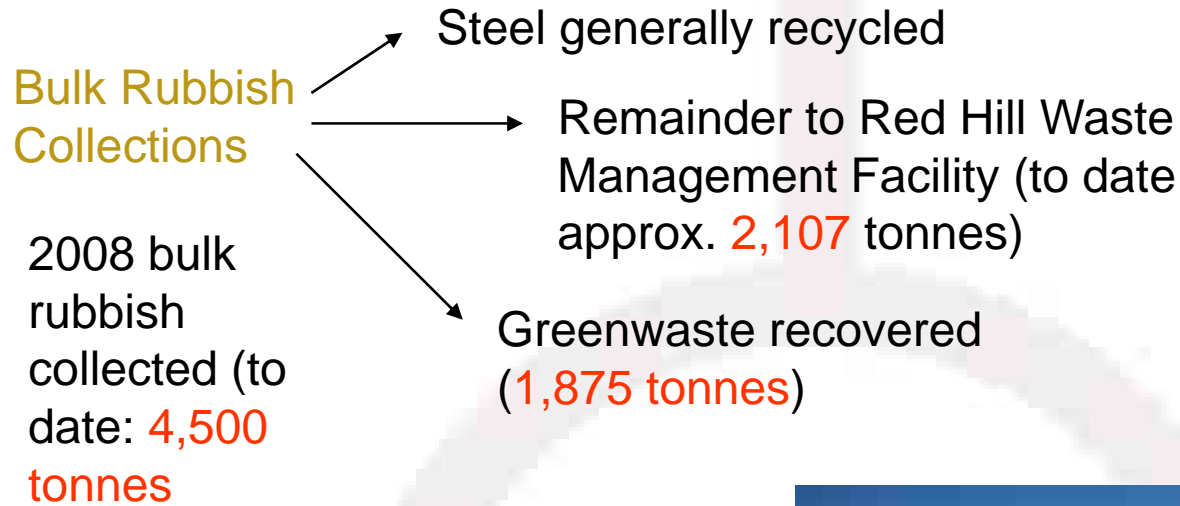 Steel generally recycled
Bulk Rubbish
Collections
Remainder to Red Hill Waste
Management Facility (to date
approx. 2,107 tonnes)
2008 bulk
rubbish
collected (to
date: 4,500
tonnes
Greenwaste recovered
(1,875 tonnes)